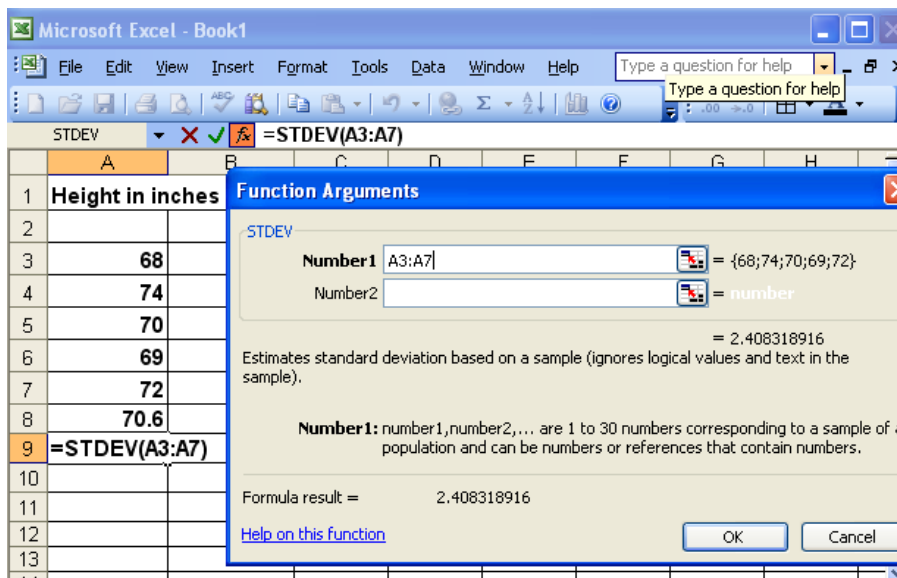 Microsoft Excel - Book1
File Edit View Insert Format Tools Data Window Help Type a question for help
Type a question for help
ABC Σ .00 →.0 A
STDEV fx =STDEV(A3:A7)
A B C D E F G H
1 Height in inches
Function Arguments
2
STDEV
3 68
Number1 A3:A7 = {68;74;70;69;72}
4 74
Number2 = number
5 70
= 2.408318916
6 69
Estimates standard deviation based on a sample (ignores logical values and text in the
sample).
7 72
8 70.6
Number1: number1,number2,... are 1 to 30 numbers corresponding to a sample of a
population and can be numbers or references that contain numbers.
9 =STDEV(A3:A7)
10
Formula result = 2.408318916
11
12
Help on this function OK Cancel
13